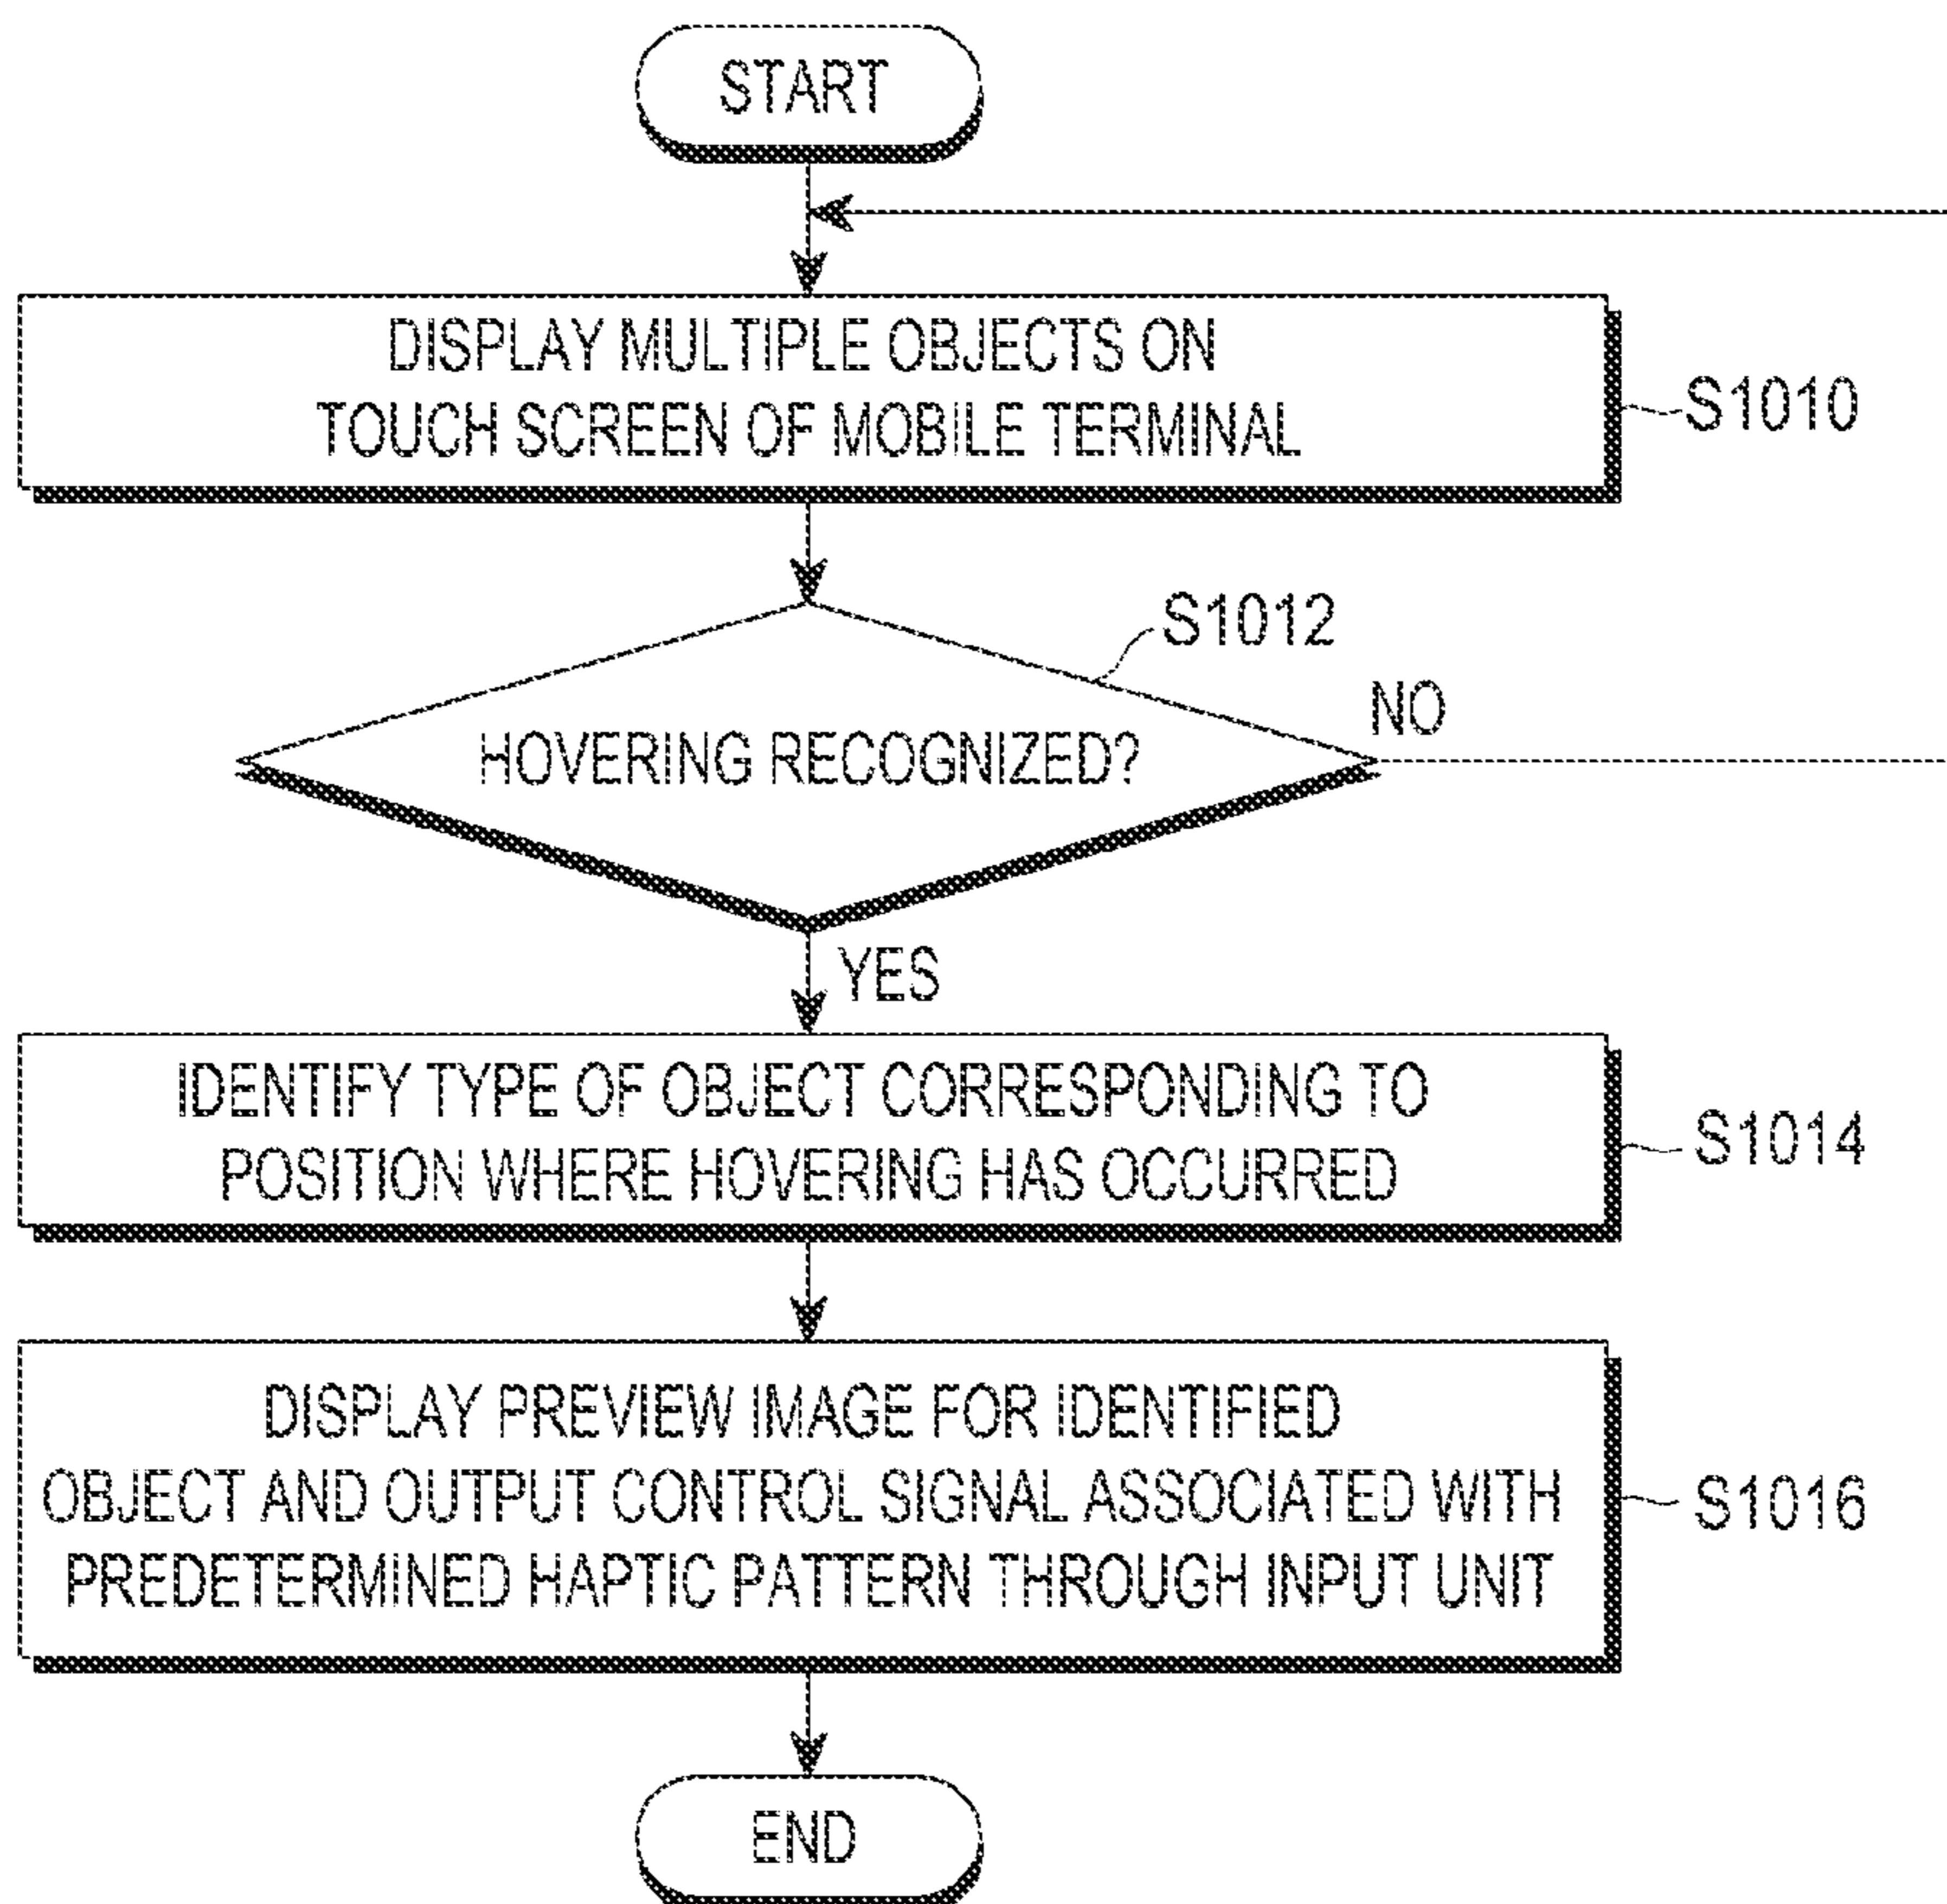 START
DISPLAY MULTIPLE OBJECTS ON
TOUCH SCREEN OF MOBILE TERMINAL
S1010
S1012
HOVERING RECOGNIZED?
NO
YES
IDENTIFY TYPE OF OBJECT CORRESPONDING TO
POSITION WHERE HOVERING HAS OCCURRED
S1014
DISPLAY PREVIEW IMAGE FOR IDENTIFIED
OBJECT AND OUTPUT CONTROL SIGNAL ASSOCIATED WITH
PREDETERMINED HAPTIC PATTERN THROUGH INPUT UNIT
S1016
END